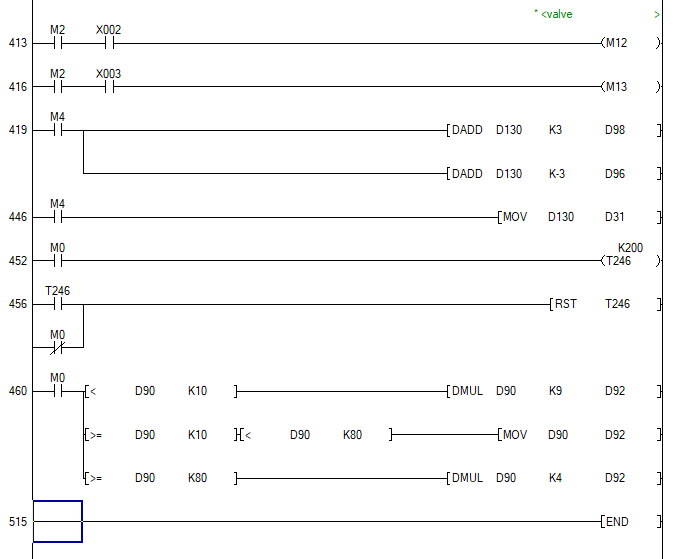 * <valve >
M2 X002
413 (M12 )
M2 X003
416 (M13 )
M4
419 [DADD D130 K3 D98 ]
[DADD D130 K-3 D96 ]
M4
446 [MOV D130 D31 ]
M0 K200
452 (T246 )
T246
456 [RST T246 ]
M0
M0
460 [< D90 K10 ] [DMUL D90 K9 D92 ]
[>= D90 K10 ][< D90 K80 ] [MOV D90 D92 ]
[>= D90 K80 ] [DMUL D90 K4 D92 ]
515 [END ]